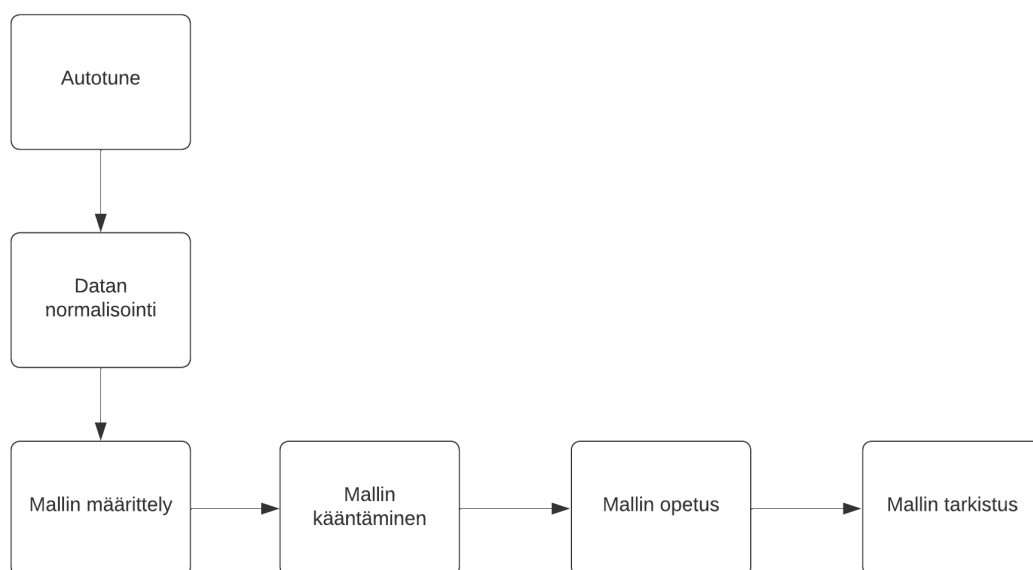 Autotune
Datan
normalisointi
Mallin määrittely
Mallin
kääntäminen
Mallin opetus
Mallin tarkistus